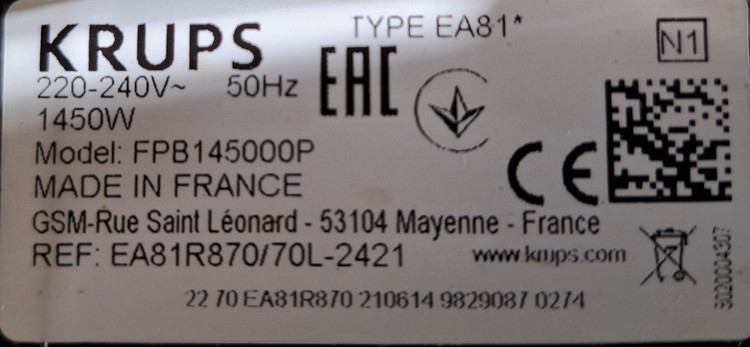 KRUPS TYPE EA81* N1
220-240V~ 50Hz EAC
1450W
Model: FPB145000P
MADE IN FRANCE CE
GSM-Rue Saint Léonard - 53104 Mayenne - France
REF: EA81R870/70L-2421 www.krups.com
22 70 EA81R870 210614 9829087 0274
3020004307